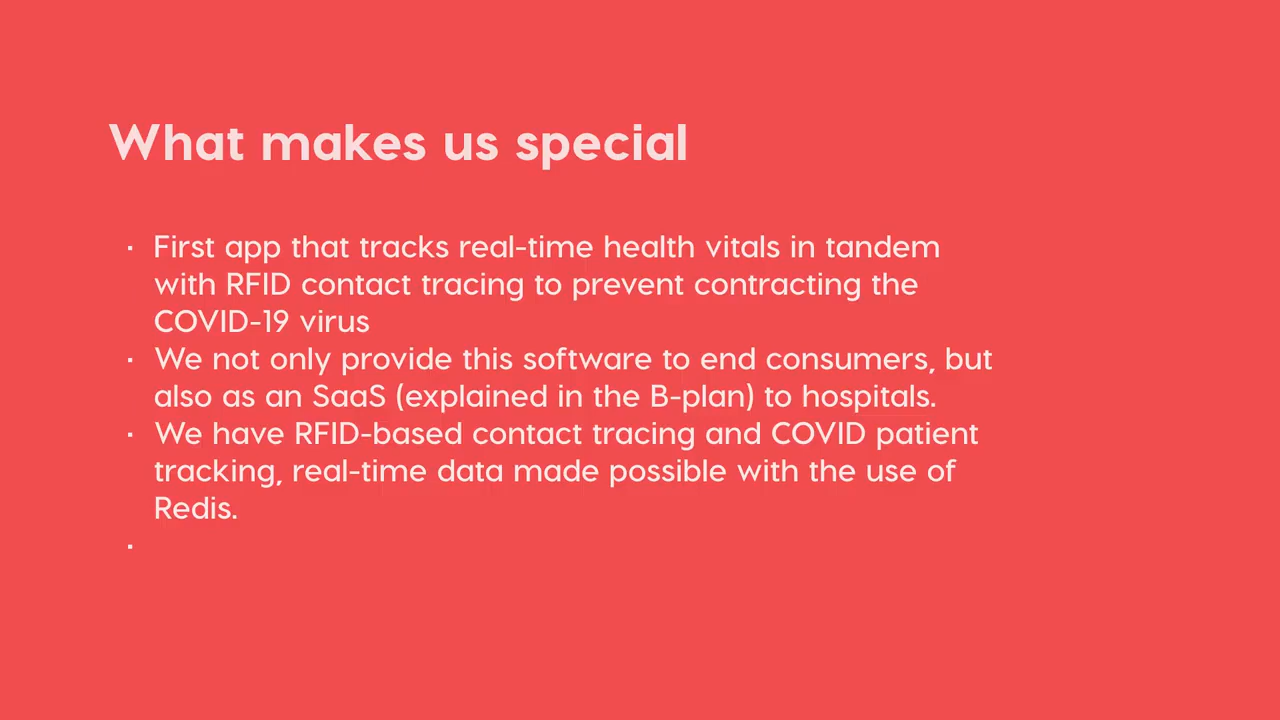 What makes us special
· First app that tracks real-time health vitals in tandem
with RFID contact tracing to prevent contracting the
COVID-19 virus
· We not only provide this software to end consumers, but
also as an SaaS (explained in the B-plan) to hospitals.
· We have RFID-based contact tracing and COVID patient
tracking, real-time data made possible with the use of
Redis.
·